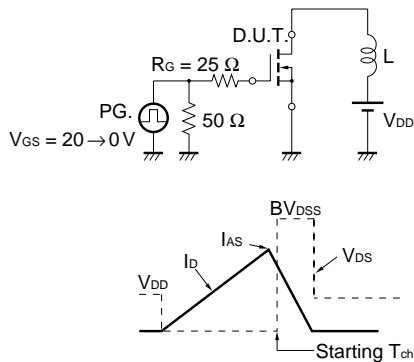 D.U.T.
RG = 25 Ω
L
PG.
50 Ω
VDD
VGS = 20 → 0 V
BVDSS
IAS
VDS
ID
VDD
Starting Tch